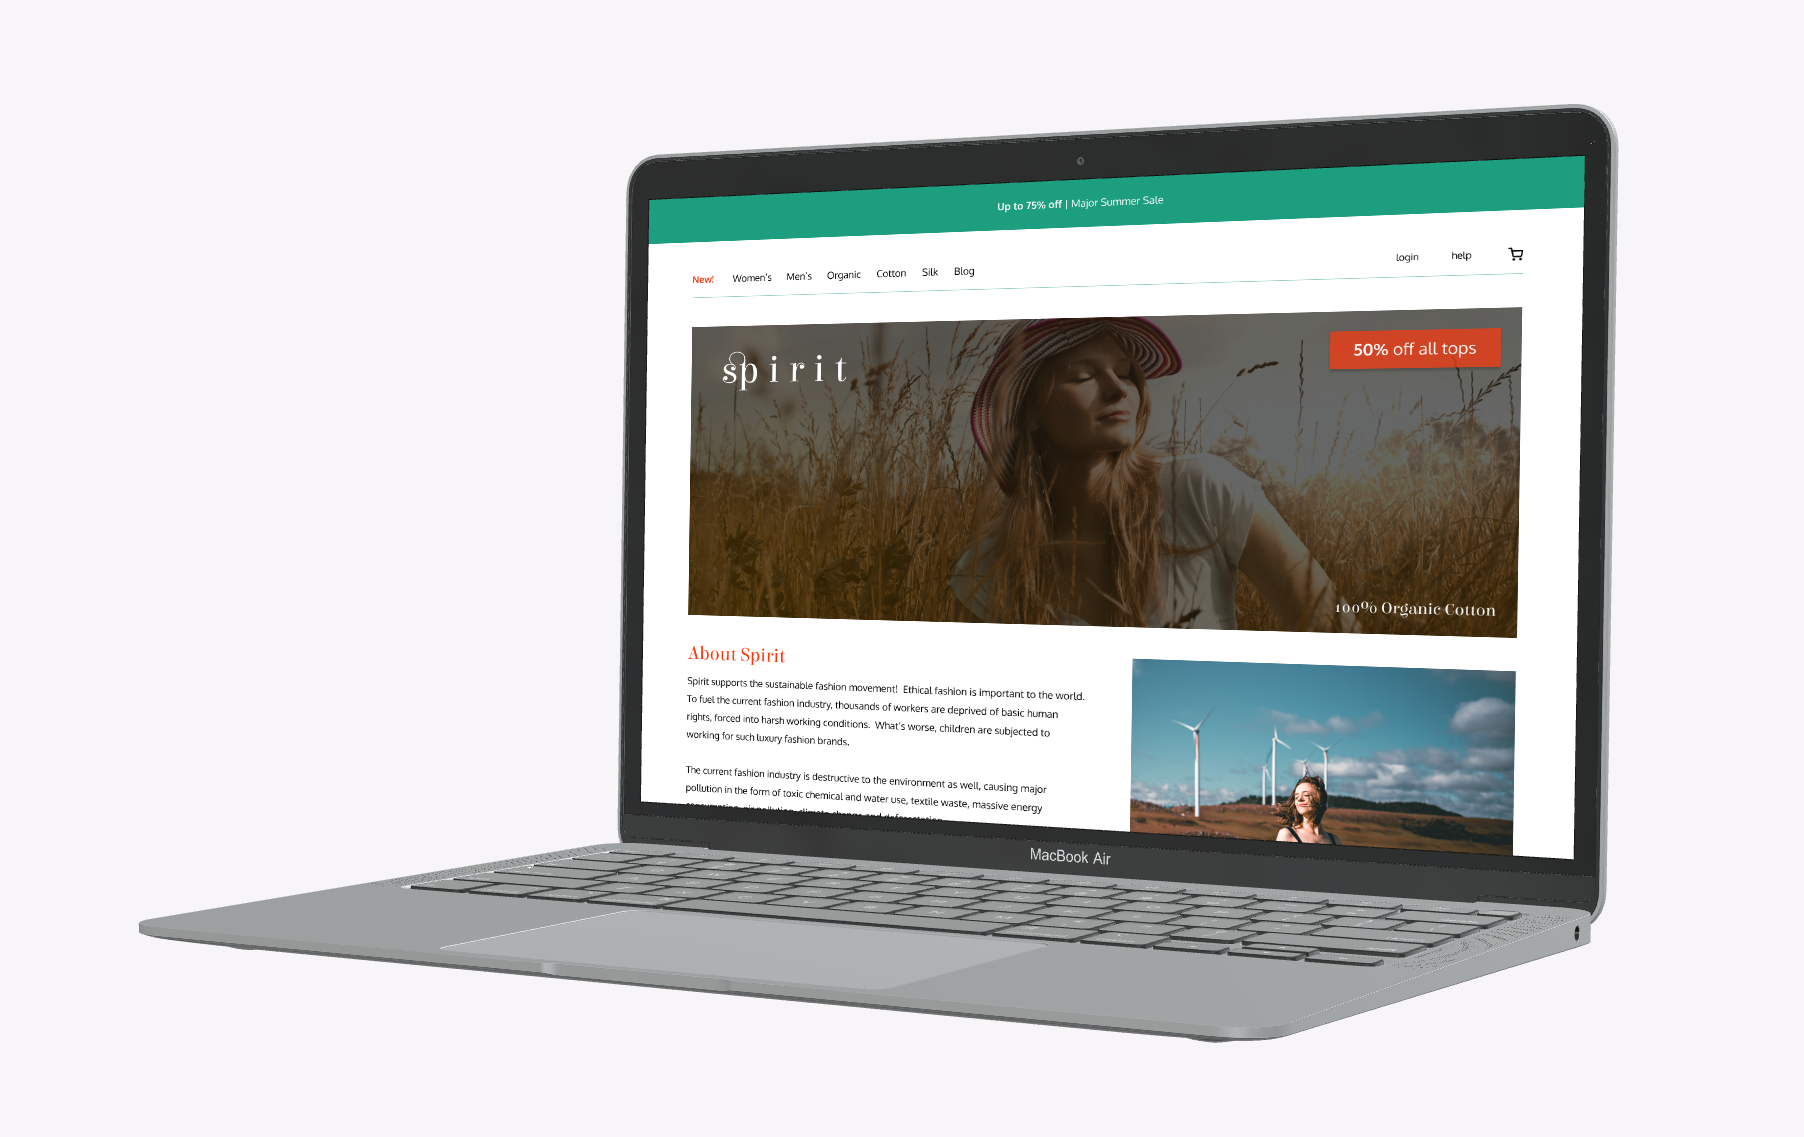 Up to 75% off | Major Summer Sale
New! Women's Men's Organic Cotton Silk Blog login help
spirit
50% off all tops
100% Organic Cotton
About Spirit
Spirit supports the sustainable fashion movement! Ethical fashion is important to the world.
To fuel the current fashion industry, thousands of workers are deprived of basic human
rights, forced into harsh working conditions. What's worse, children are subjected to
working for such luxury fashion brands.
The current fashion industry is destructive to the environment as well, causing major
pollution in the form of toxic chemical and water use, textile waste, massive energy
MacBook Air